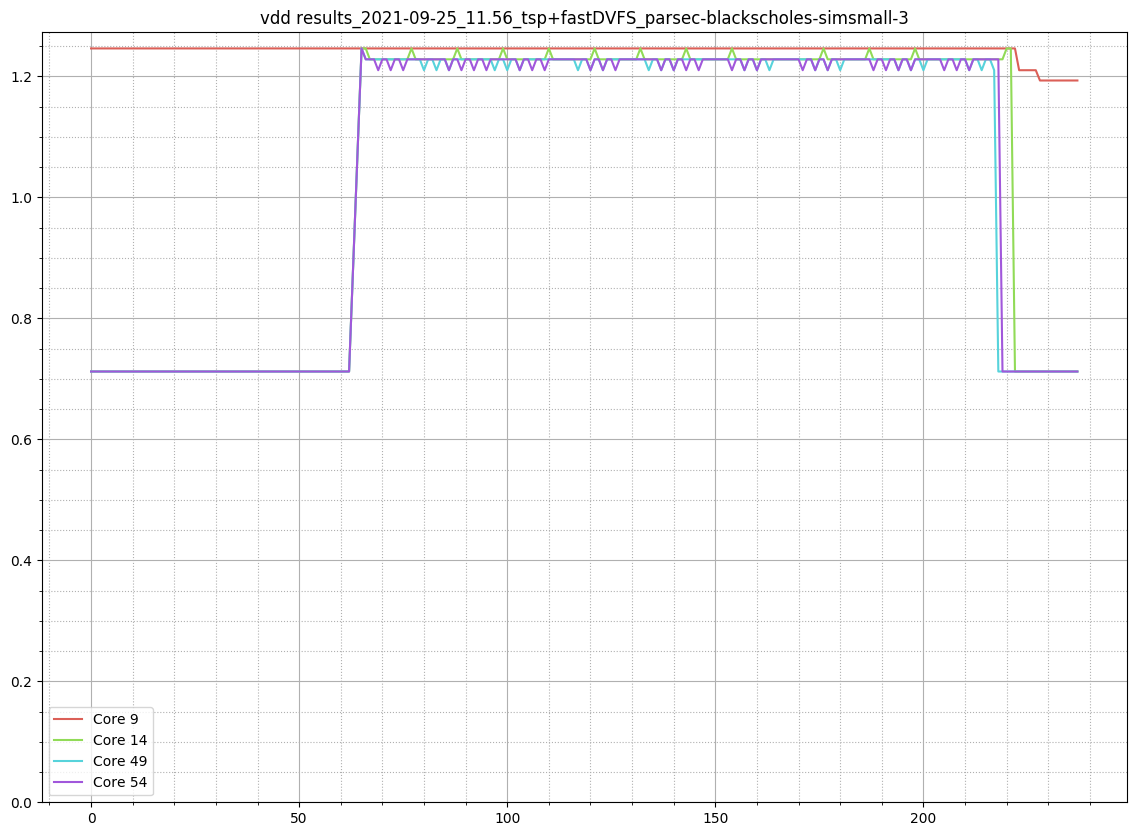 vdd results_2021-09-25_11.56_tsp+fastDVFS_parsec-blackscholes-simsmall-3
1.2
1.0
0.8
0.6
0.4
0.2
0.0
Core 9
Core 14
Core 49
Core 54
0 50 100 150 200